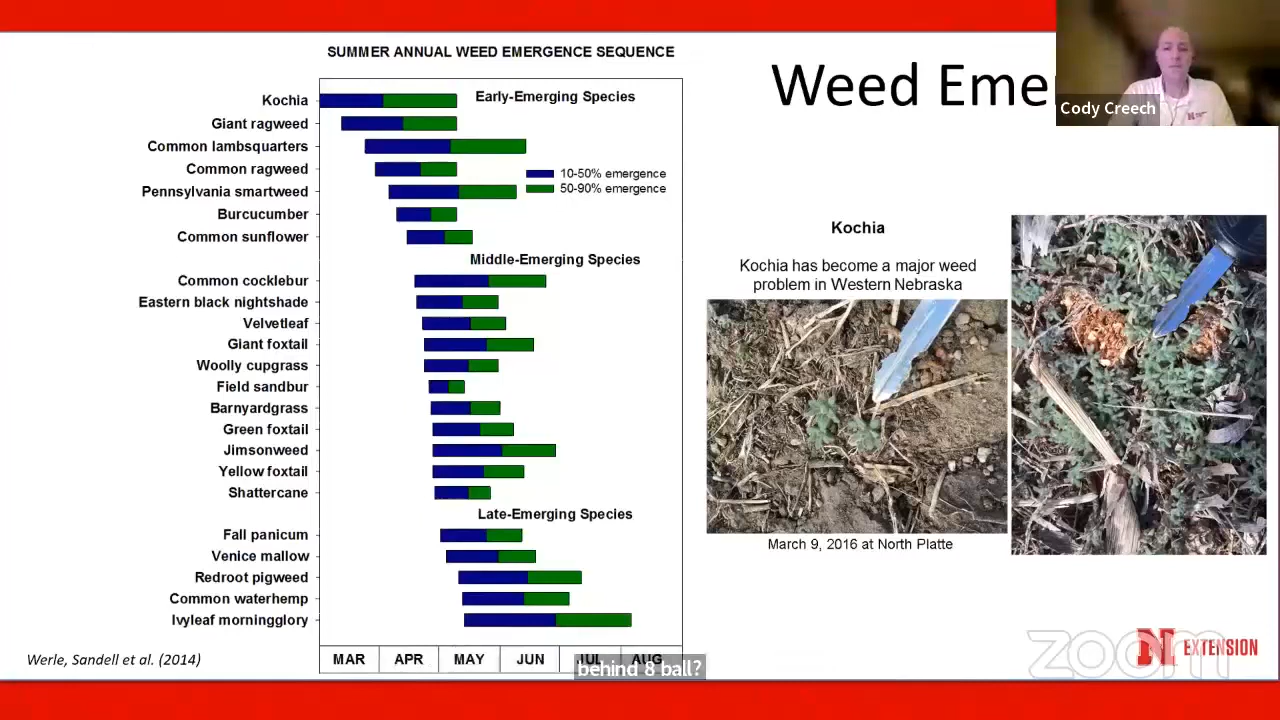 SUMMER ANNUAL WEED EMERGENCE SEQUENCE
Weed Eme
Cody Creech
Kochia
Early-Emerging Species
Giant ragweed
Common lambsquarters
Common ragweed
10-50% emergence
50-90% emergence
Pennsylvania smartweed
Burcucumber
Common sunflower
Middle-Emerging Species
Common cocklebur
Eastern black nightshade
Velvetleaf
Giant foxtail
Woolly cupgrass
Field sandbur
Barnyardgrass
Green foxtail
Jimsonweed
Yellow foxtail
Shattercane
Late-Emerging Species
Fall panicum
Venice mallow
Redroot pigweed
Common waterhemp
Ivyleaf morningglory
MAR APR MAY JUN JUL AUG
Werle, Sandell et al. (2014)
Kochia
Kochia has become a major weed
problem in Western Nebraska
March 9, 2016 at North Platte
behind 8 ball?
N EXTENSION
zoom